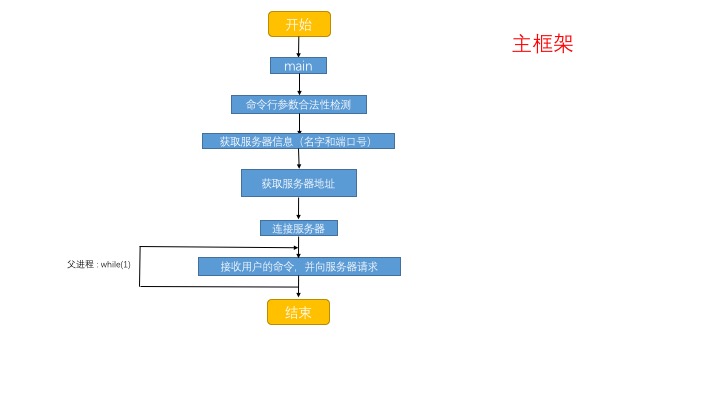 开始
主框架
main
命令行参数合法性检测
获取服务器信息（名字和端口号）
获取服务器地址
连接服务器
父进程 : while(1)
接收用户的命令，并向服务器请求
结束